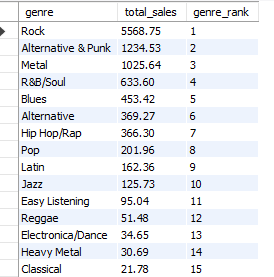 genre total_sales genre_rank
Rock 5568.75 1
Alternative & Punk 1234.53 2
Metal 1025.64 3
R&B/Soul 633.60 4
Blues 453.42 5
Alternative 369.27 6
Hip Hop/Rap 366.30 7
Pop 201.96 8
Latin 162.36 9
Jazz 125.73 10
Easy Listening 95.04 11
Reggae 51.48 12
Electronica/Dance 34.65 13
Heavy Metal 30.69 14
Classical 21.78 15